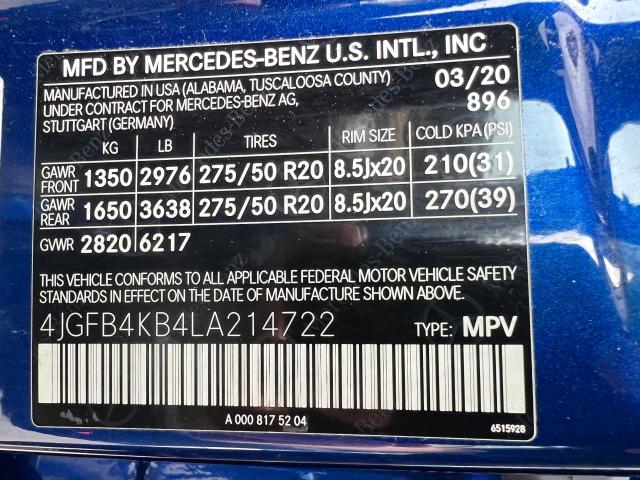 MFD BY MERCEDES-BENZ U.S. INTL., INC
MANUFACTURED IN USA (ALABAMA, TUSCALOOSA COUNTY) 03/20
UNDER CONTRACT FOR MERCEDES-BENZ AG, 896
STUTTGART (GERMANY)
KG LB TIRES RIM SIZE COLD KPA (PSI)
GAWR FRONT 1350 2976 275/50 R20 8.5Jx20 210(31)
GAWR REAR 1650 3638 275/50 R20 8.5Jx20 270(39)
GWR 2820 6217
THIS VEHICLE CONFORMS TO ALL APPLICABLE FEDERAL MOTOR VEHICLE SAFETY
STANDARDS IN EFFECT ON THE DATE OF MANUFACTURE SHOWN ABOVE.
4JGFB4KB4LA214722 TYPE: MPV
A 000 817 52 04
6515928